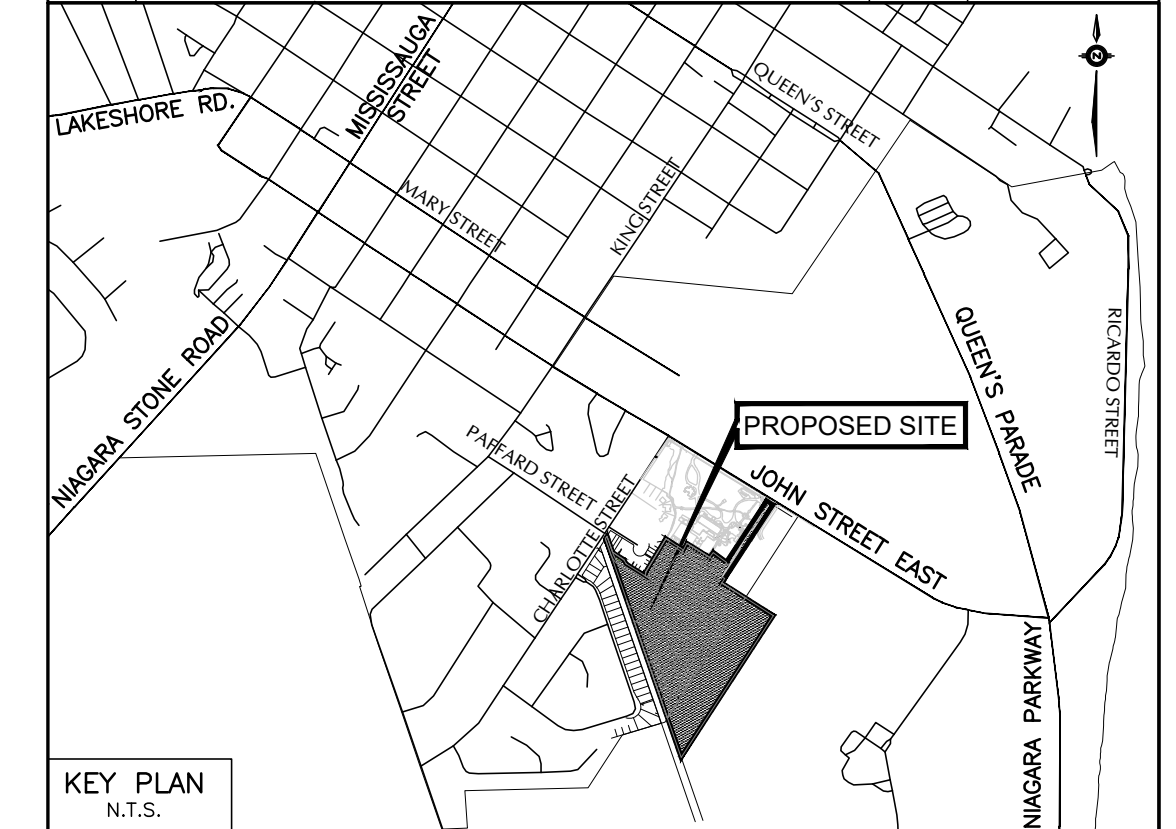 LAKESHORE RD.
MISSISSAUGA
STREET
QUEEN'S STREET
MARY STREET
KING STREET
RICARDO STREET
QUEEN'S PARADE
NIAGARA STONE ROAD
PROPOSED SITE
PAFFARD STREET
CHARLOTTE STREET
JOHN STREET EAST
NIAGARA PARKWAY
KEY PLAN
N.T.S.